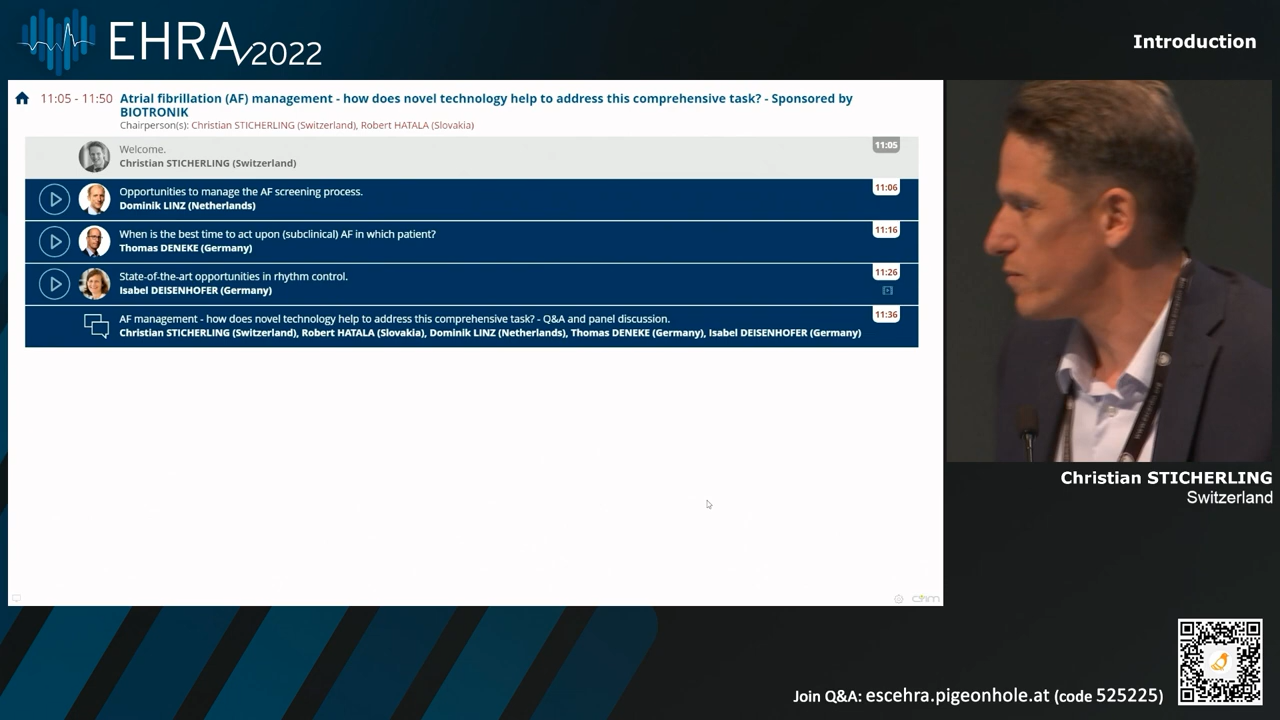 EHRA 2022
Introduction
11:05 - 11:50 Atrial fibrillation (AF) management - how does novel technology help to address this comprehensive task? - Sponsored by
BIOTRONIK
Chairperson(s): Christian STICHERLING (Switzerland), Robert HATALA (Slovakia)
Welcome.
11:05
Christian STICHERLING (Switzerland)
Opportunities to manage the AF screening process.
11:06
Dominik LINZ (Netherlands)
When is the best time to act upon (subclinical) AF in which patient?
11:16
Thomas DENEKE (Germany)
State-of-the-art opportunities in rhythm control.
11:26
Isabel DEISENHOFER (Germany)
AF management - how does novel technology help to address this comprehensive task? - Q&A and panel discussion.
11:36
Christian STICHERLING (Switzerland), Robert HATALA (Slovakia), Dominik LINZ (Netherlands), Thomas DENEKE (Germany), Isabel DEISENHOFER (Germany)
Christian STICHERLING
Switzerland
Join Q&A: escehra.pigeonhole.at (code 525225)